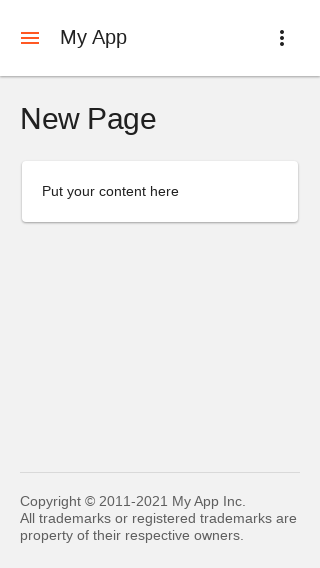 My App
New Page
Put your content here
Copyright © 2011-2021 My App Inc.
All trademarks or registered trademarks are
property of their respective owners.